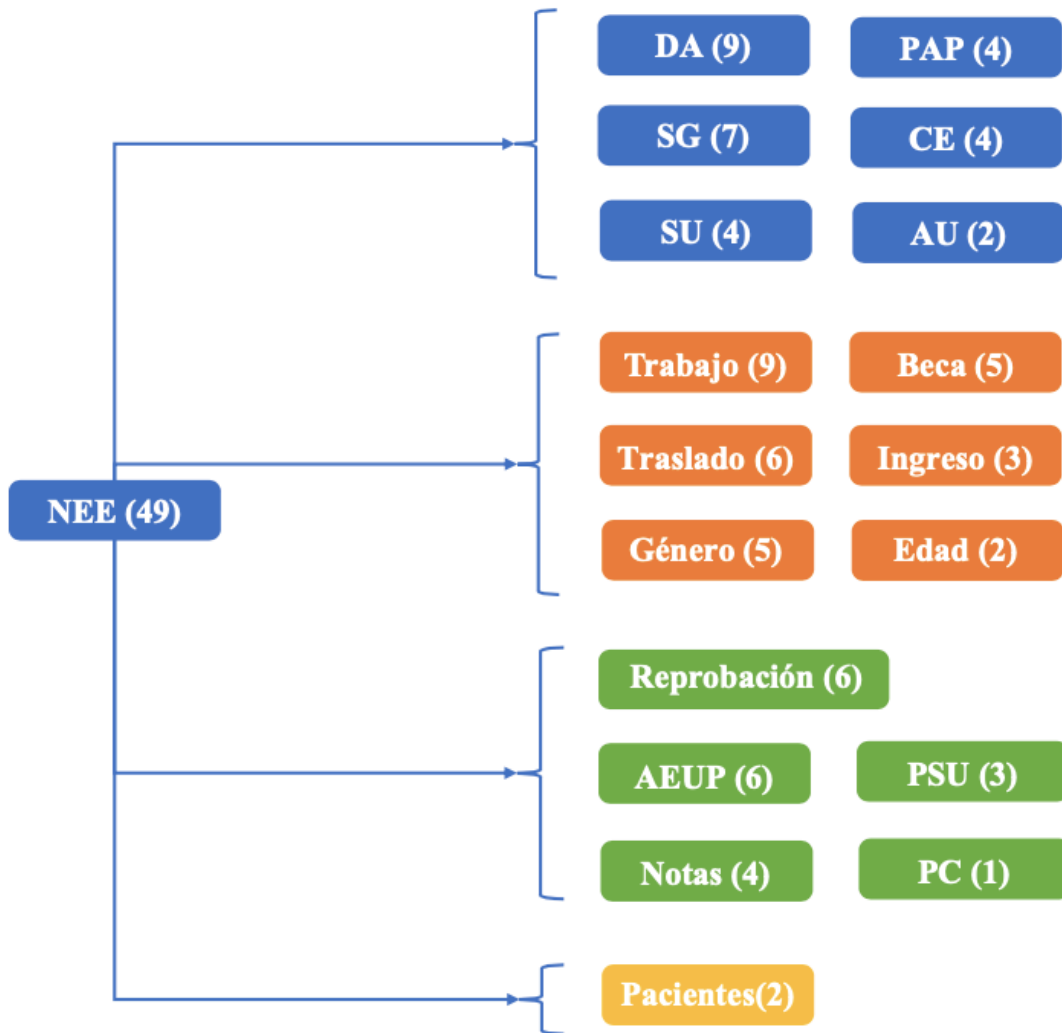 DA (9)
PAP (4)
SG (7)
CE (4)
SU (4)
AU (2)
Trabajo (9)
Beca (5)
Traslado (6)
Ingreso (3)
NEE (49)
Género (5)
Edad (2)
Reprobación (6)
AEUP (6)
PSU (3)
Notas (4)
PC (1)
Pacientes(2)